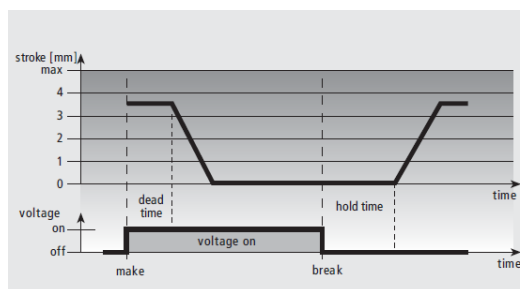 stroke [mm]
max
4
3
2
1
0
time
dead
time
hold time
voltage
on
voltage on
off
time
make
break